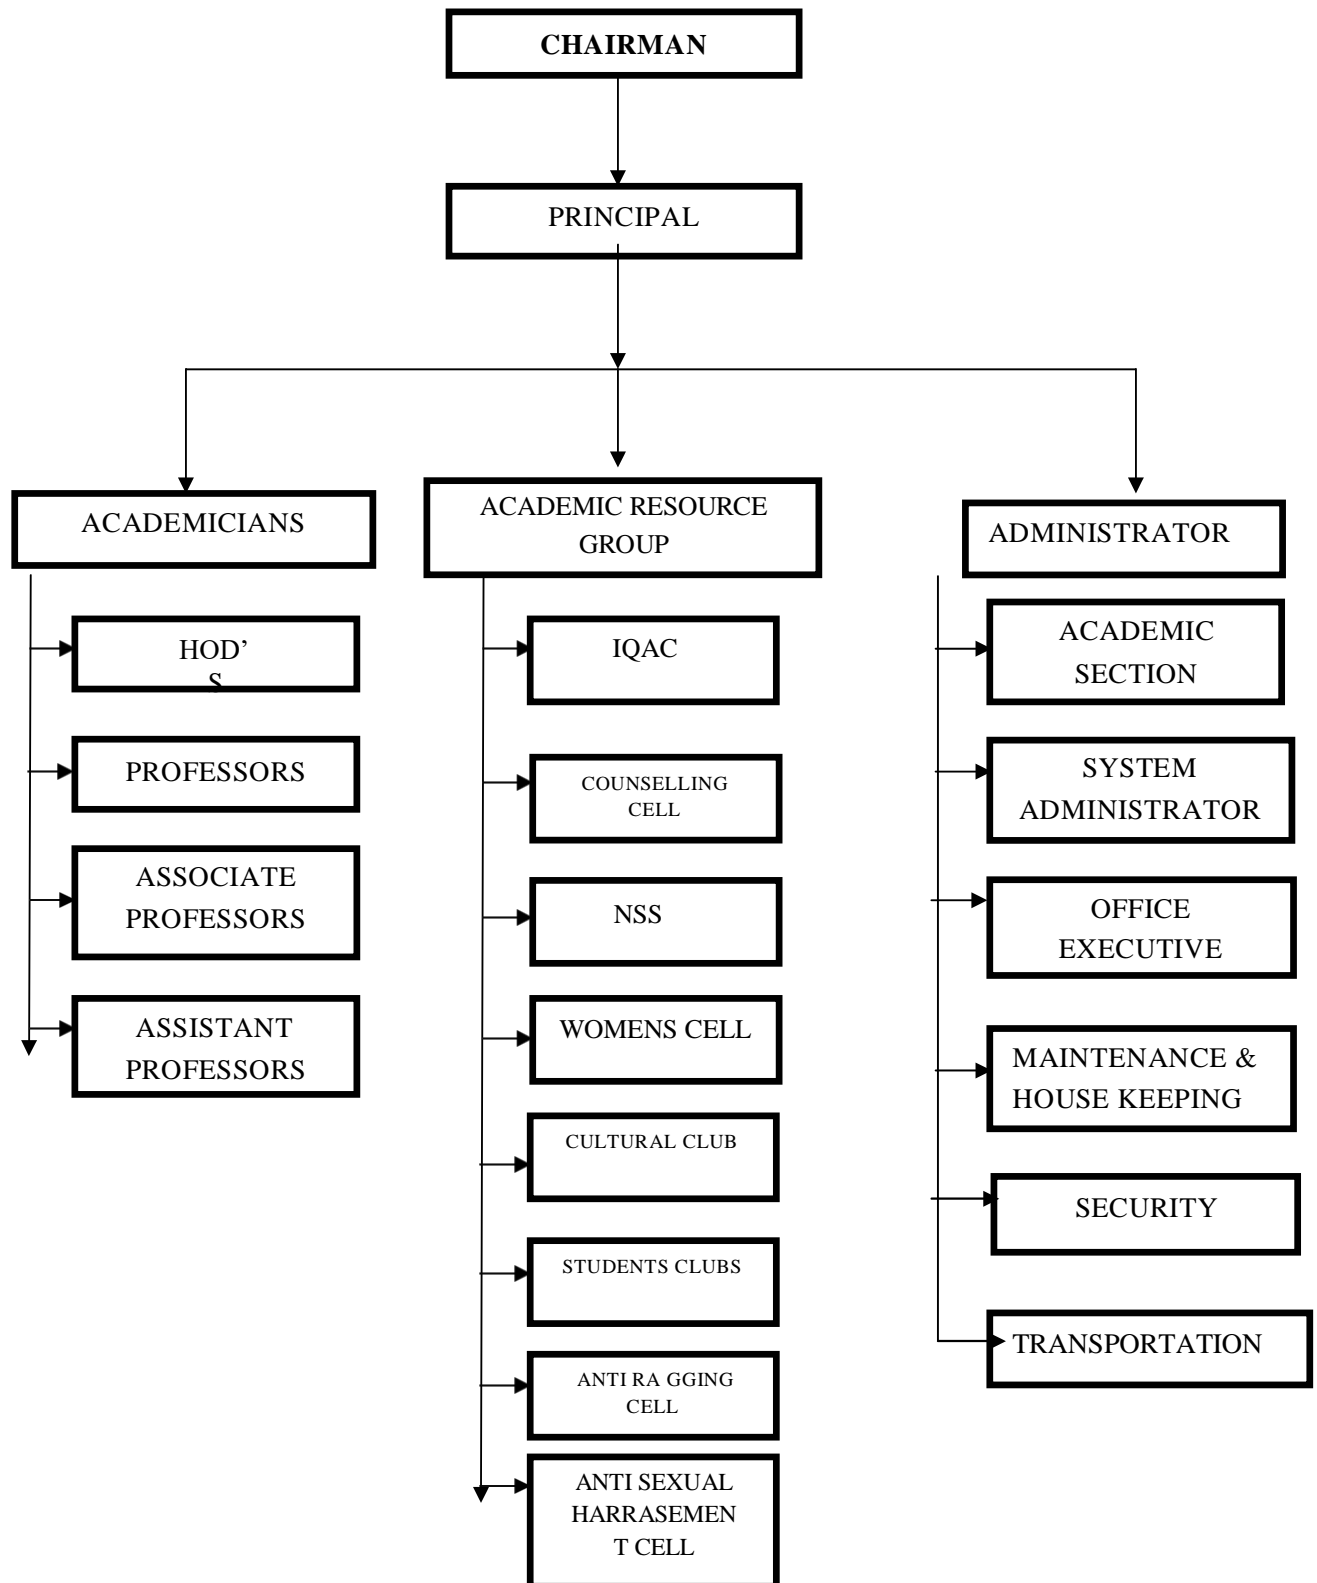 CHAIRMAN
PRINCIPAL
ACADEMICIANS
HOD'
S
PROFESSORS
ASSOCIATE
PROFESSORS
ASSISTANT
PROFESSORS
ACADEMIC RESOURCE
GROUP
IQAC
COUNSELLING
CELL
NSS
WOMENS CELL
CULTURAL CLUB
STUDENTS CLUBS
ANTI RA GGING
CELL
ANTI SEXUAL
HARRASEMEN
T CELL
ADMINISTRATOR
ACADEMIC
SECTION
SYSTEM
ADMINISTRATOR
OFFICE
EXECUTIVE
MAINTENANCE &
HOUSE KEEPING
SECURITY
TRANSPORTATION